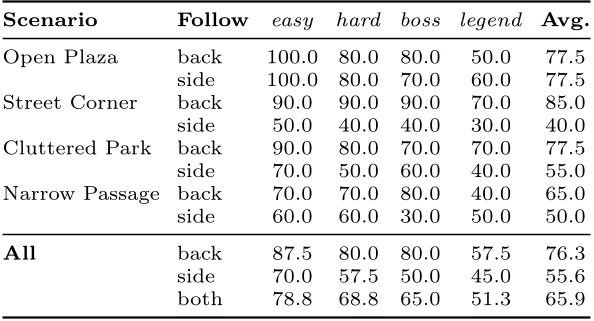 Scenario Follow easy hard boss legend Avg.
Open Plaza back 100.0 80.0 80.0 50.0 77.5
side 100.0 80.0 70.0 60.0 77.5
Street Corner back 90.0 90.0 90.0 70.0 85.0
side 50.0 40.0 40.0 30.0 40.0
Cluttered Park back 90.0 80.0 70.0 70.0 77.5
side 70.0 50.0 60.0 40.0 55.0
Narrow Passage back 70.0 70.0 80.0 40.0 65.0
side 60.0 60.0 30.0 50.0 50.0
All back 87.5 80.0 80.0 57.5 76.3
side 70.0 57.5 50.0 45.0 55.6
both 78.8 68.8 65.0 51.3 65.9